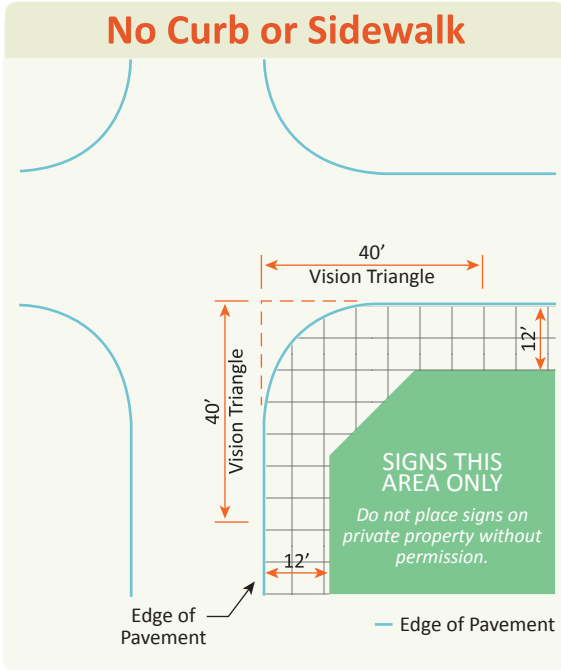 No Curb or Sidewalk
40’
Vision Triangle
12’
40’
Vision Triangle
SIGNS THIS
AREA ONLY
Do not place signs on
private property without
permission.
12’
Edge of
Pavement
Edge of Pavement